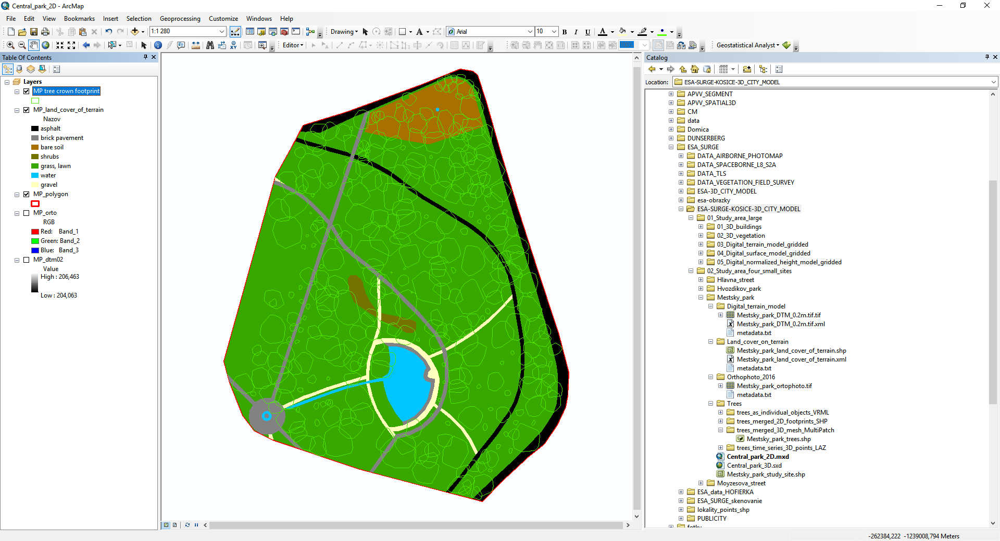 Central_park_2D - ArcMap
File Edit View Bookmarks Insert Selection Geoprocessing Customize Windows Help
1:1 280
Drawing
A
Arial
10
B I U A
Editor
Geostatistical Analyst
Table Of Contents
Layers
MP tree crown footprint
MP_land_cover_of_terrain
Nazov
asphalt
brick pavement
bare soil
shrubs
grass, lawn
water
gravel
MP_polygon
MP_orto
RGB
Red: Band_1
Green: Band_2
Blue: Band_3
MP_dtm02
Value
High : 206,463
Low : 204,063
Catalog
Location: ESA-SURGE-KOSICE-3D_CITY_MODEL
APVV_SEGMENT
APVV_SPATIAL3D
CM
data
Domica
DUNSERBERG
ESA_SURGE
DATA_AIRBORNE_PHOTOMAP
DATA_SPACEBORNE_L8_S2A
DATA_TLS
DATA_VEGETATION_FIELD_SURVEY
ESA-3D_CITY_MODEL
esa-obrazky
ESA-SURGE-KOSICE-3D_CITY_MODEL
01_Study_area_large
01_3D_buildings
02_3D_vegetation
03_Digital_terrain_model_gridded
04_Digital_surface_model_gridded
05_Digital_normalized_height_model_gridded
02_Study_area_four_small_sites
Hlavna_street
Hvozdikov_park
Mestsky_park
Digital_terrain_model
Mestsky_park_DTM_0.2m.tif.tif
Mestsky_park_DTM_0.2m.tif.xml
metadata.txt
Land_cover_on_terrain
Mestsky_park_land_cover_of_terrain.shp
Mestsky_park_land_cover_of_terrain.xml
metadata.txt
Orthophoto_2016
Mestsky_park_ortophoto.tif
metadata.txt
Trees
trees_as_individual_objects_VRML
trees_merged_2D_footprints_SHP
trees_merged_3D_mesh_MultiPatch
Mestsky_park_trees.shp
trees_time_series_3D_points_LAZ
Central_park_2D.mxd
Central_park_3D.sxd
Mestsky_park_study_site.shp
Moyzesova_street
ESA_data_HOFIERKA
ESA_SURGE_skenovanie
lokality_points_shp
PUBLICITY
-262384,222 -1239008,794 Meters